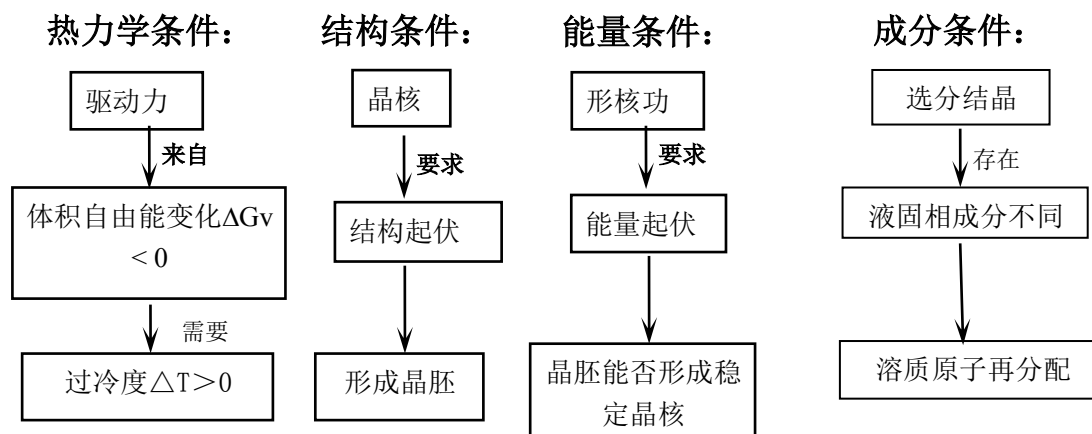 热力学条件：
驱动力
来自
体积自由能变化ΔGv
< 0
需要
过冷度△T＞0
结构条件：
晶核
要求
结构起伏
形成晶胚
能量条件：
形核功
要求
能量起伏
晶胚能否形成稳
定晶核
成分条件：
选分结晶
存在
液固相成分不同
溶质原子再分配